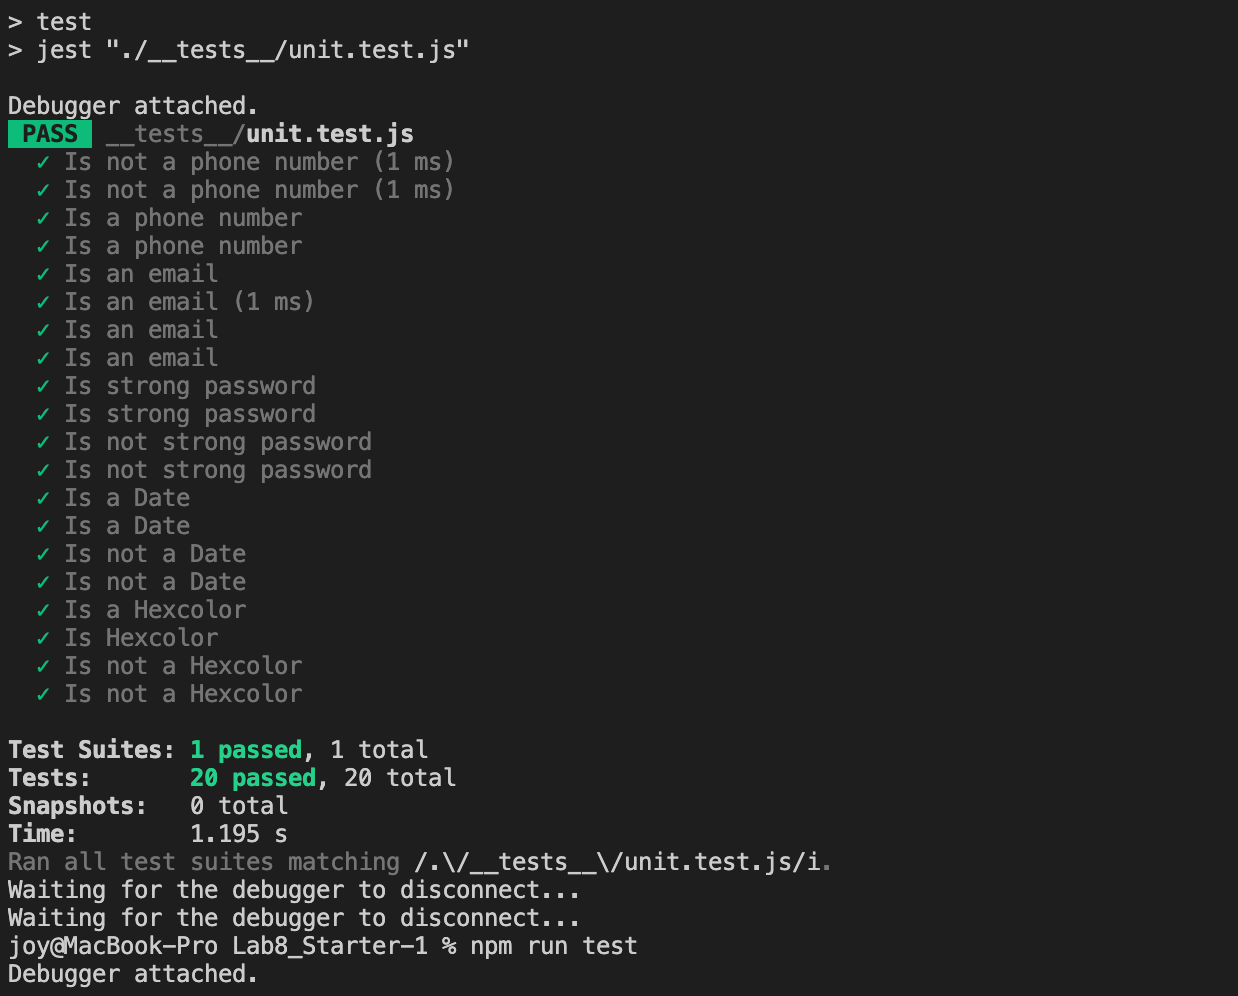 > test
> jest "./__tests__/unit.test.js"
Debugger attached.
PASS __tests__/unit.test.js
✓ Is not a phone number (1 ms)
✓ Is not a phone number (1 ms)
✓ Is a phone number
✓ Is a phone number
✓ Is an email
✓ Is an email (1 ms)
✓ Is an email
✓ Is an email
✓ Is strong password
✓ Is strong password
✓ Is not strong password
✓ Is not strong password
✓ Is a Date
✓ Is a Date
✓ Is not a Date
✓ Is not a Date
✓ Is a Hexcolor
✓ Is Hexcolor
✓ Is not a Hexcolor
✓ Is not a Hexcolor
Test Suites: 1 passed, 1 total
Tests: 20 passed, 20 total
Snapshots: 0 total
Time: 1.195 s
Ran all test suites matching /.\/__tests__\/unit.test.js/i.
Waiting for the debugger to disconnect...
Waiting for the debugger to disconnect...
joy@MacBook-Pro Lab8_Starter-1 % npm run test
Debugger attached.